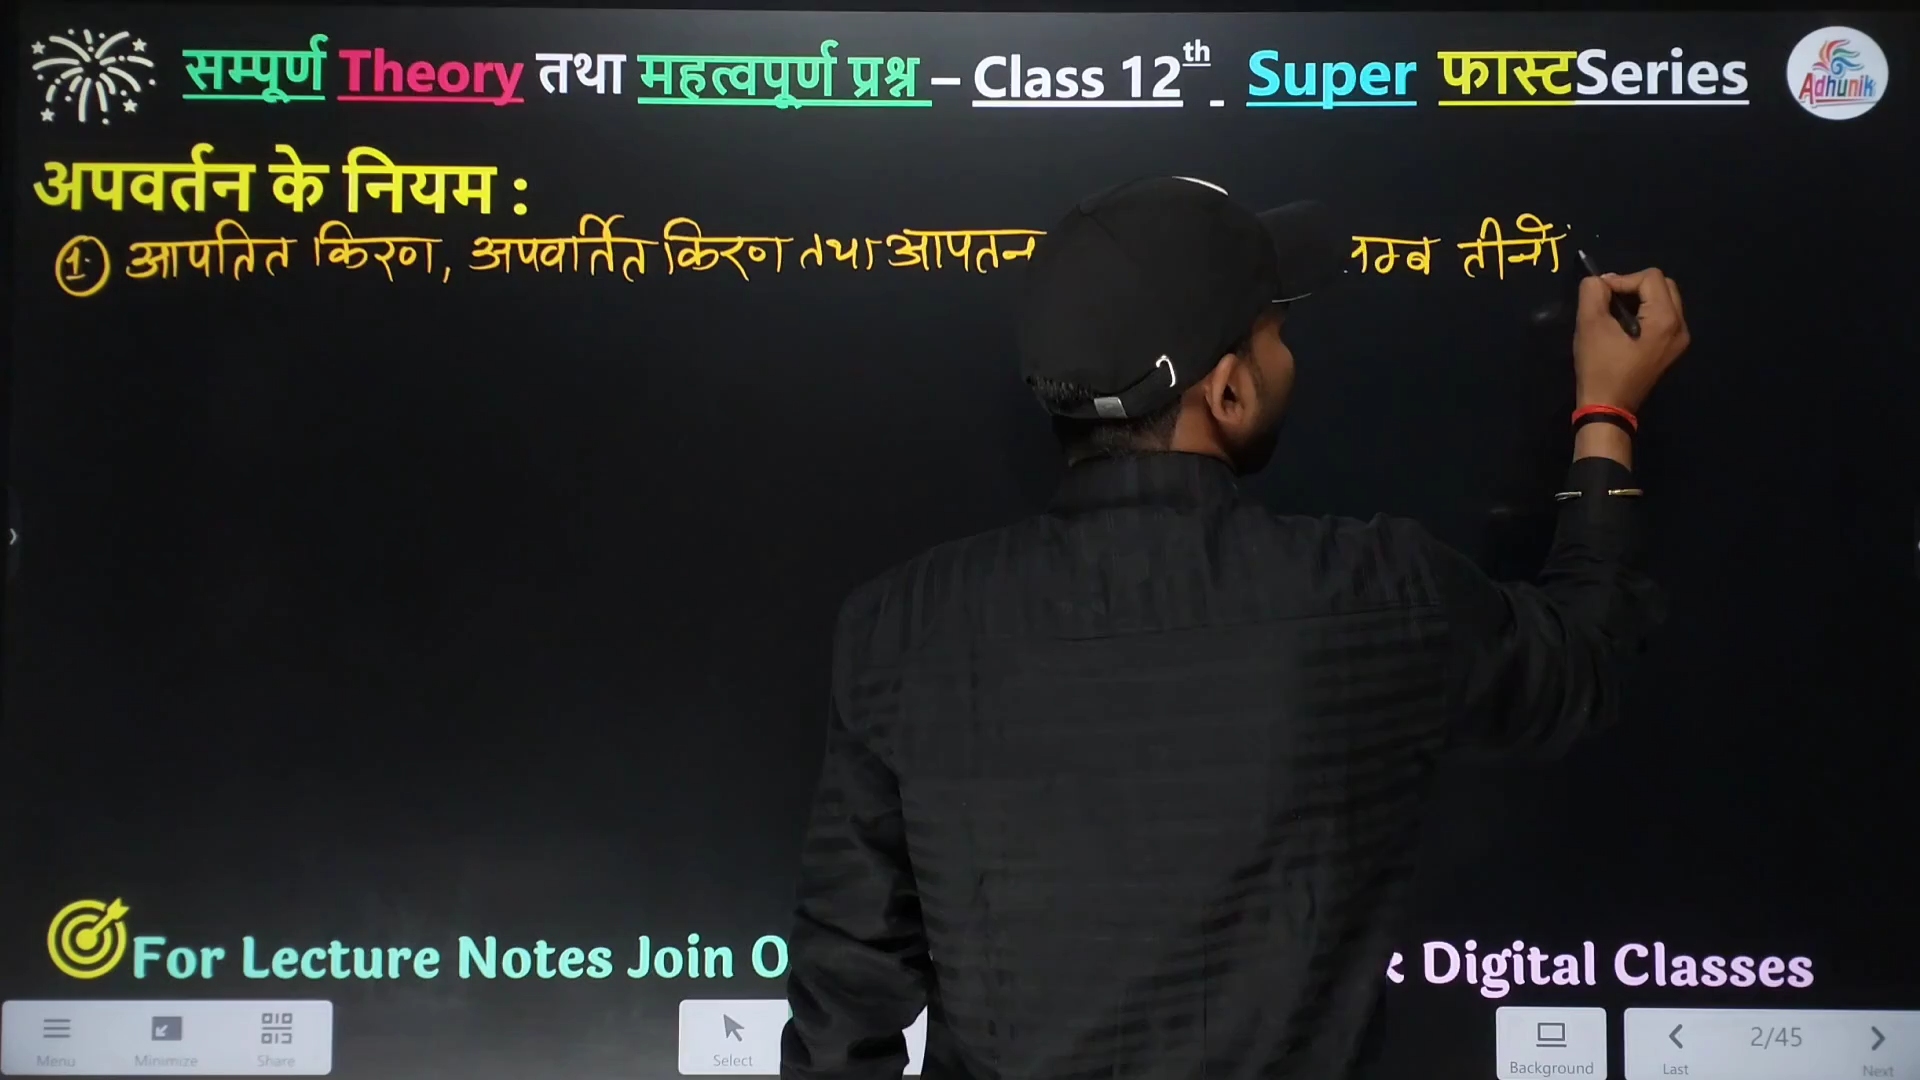 सम्पूर्ण Theory तथा महत्वपूर्ण प्रश्न – Class 12th - Super फास्टSeries
Adhunik
अपवर्तन के नियम :
1. आपतित किरण, अपवर्तित किरण तथा आपतन म्ब तीनों
For Lecture Notes Join O Digital Classes
Menu Minimize Share Select Background Last 2/45 Next